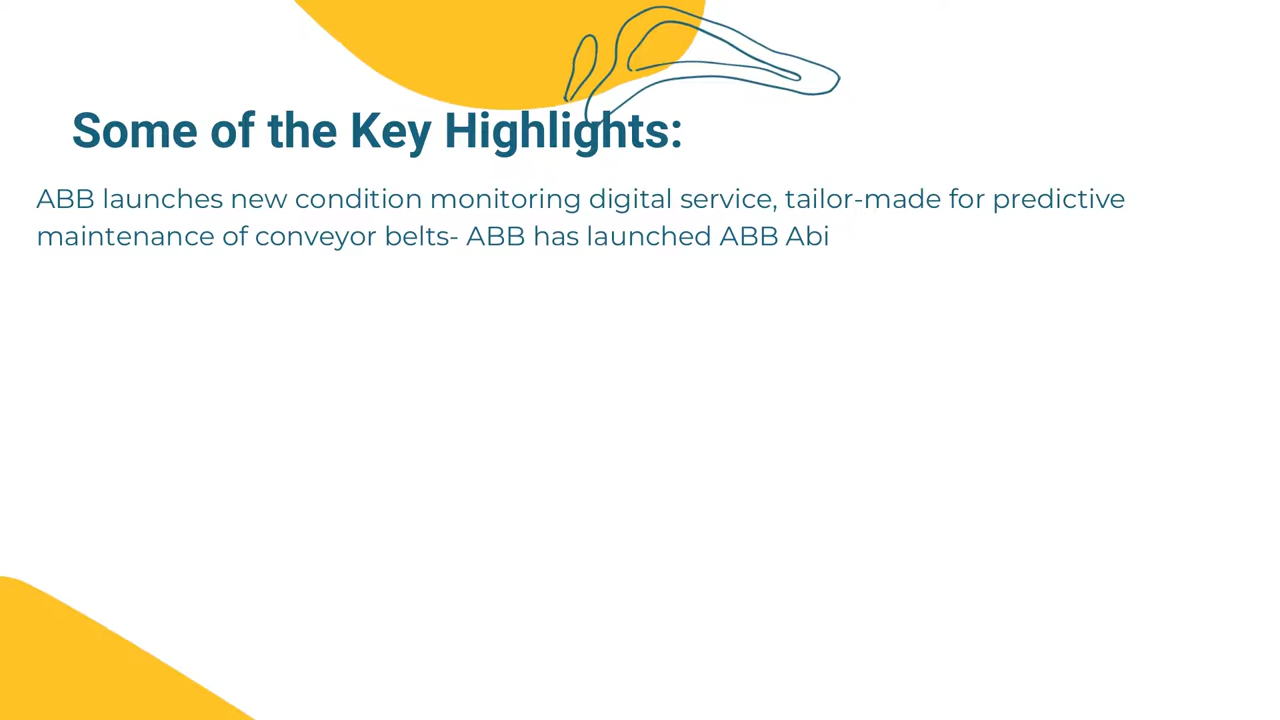 Some of the Key Highlights:
ABB launches new condition monitoring digital service, tailor-made for predictive
maintenance of conveyor belts- ABB has launched ABB Abi